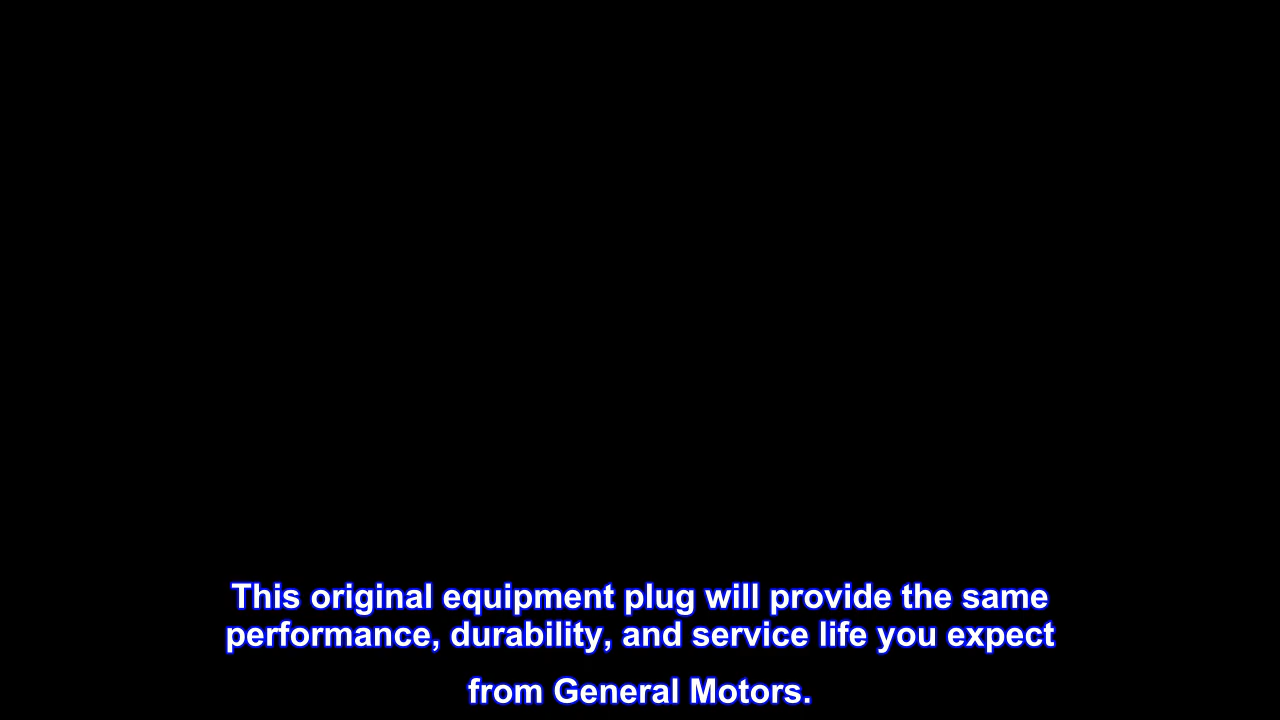 This original equipment plug will provide the same
performance, durability, and service life you expect
from General Motors.